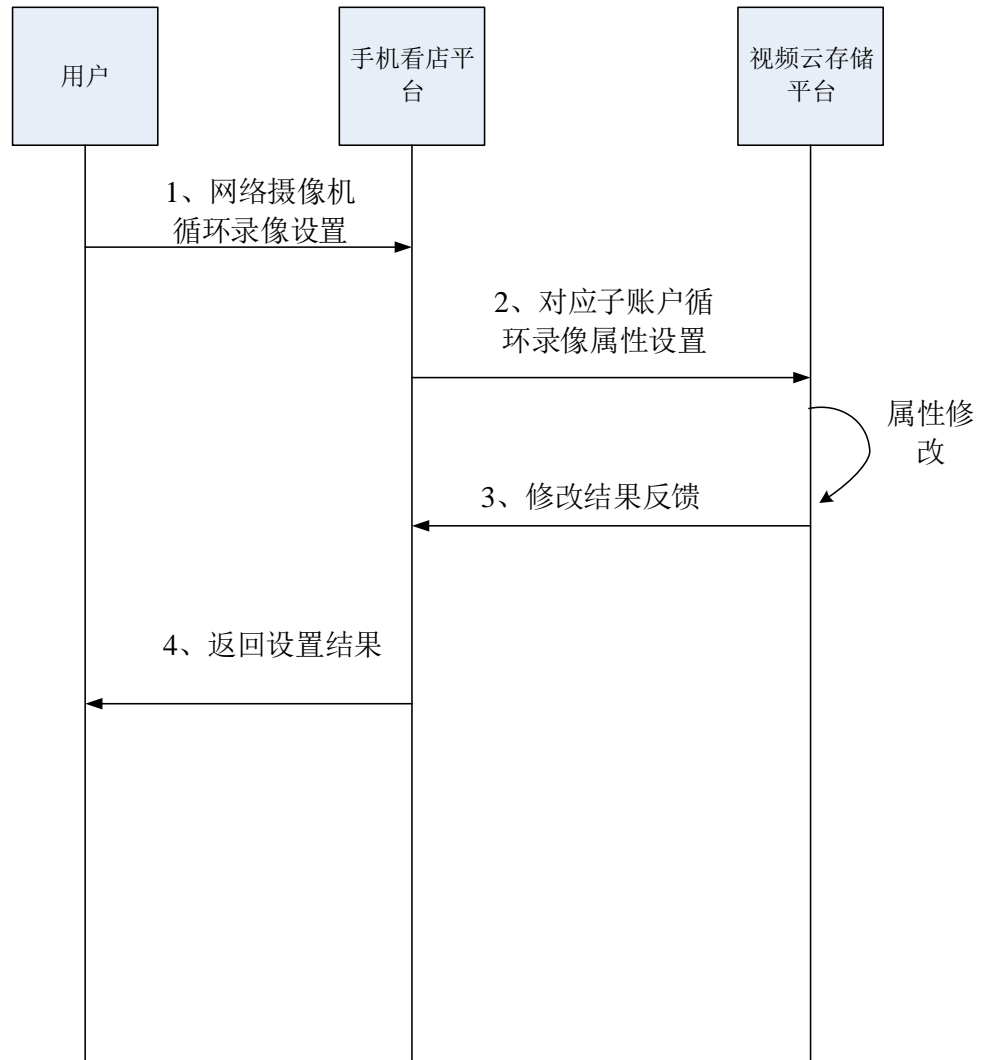 用户
手机看店平
台
视频云存储
平台
1、网络摄像机
循环录像设置
2、对应子账户循
环录像属性设置
属性修
改
3、修改结果反馈
4、返回设置结果